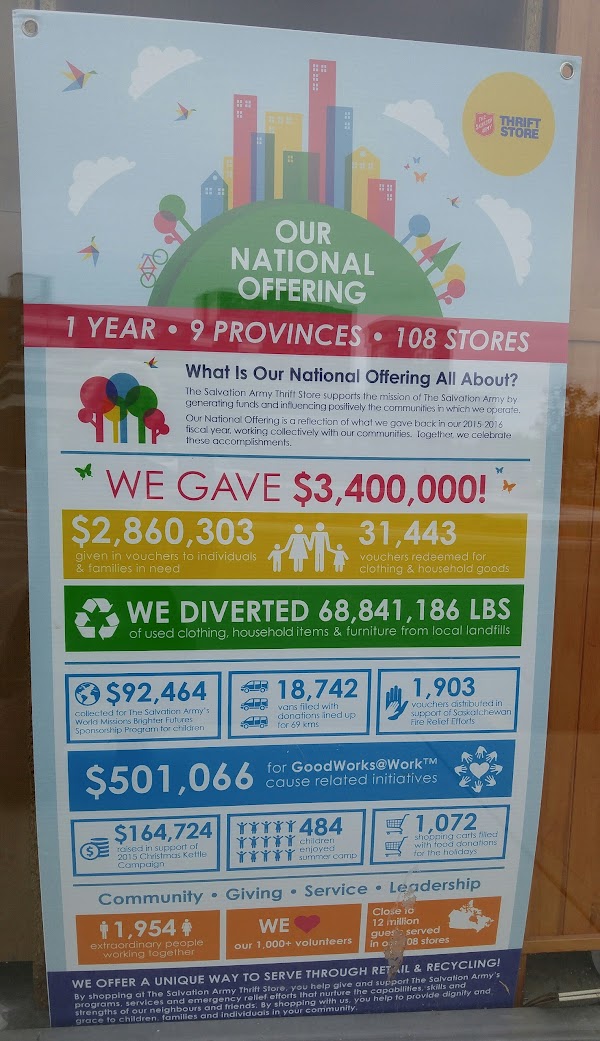 The
Salvation
Army
THRIFT
STORE
OUR
NATIONAL
OFFERING
1 YEAR • 9 PROVINCES • 108 STORES
What Is Our National Offering All About?
The Salvation Army Thrift Store supports the mission of The Salvation Army by
generating funds and influencing positively the communities in which we operate.
Our National Offering is a reflection of what we gave back in our 2015-2016
fiscal year, working collectively with our communities. Together, we celebrate
these accomplishments.
WE GAVE $3,400,000!
$2,860,303
given in vouchers to individuals
& families in need
31,443
vouchers redeemed for
clothing & household goods
WE DIVERTED 68,841,186 LBS
of used clothing, household items & furniture from local landfills
$92,464
collected for The Salvation Army's
World Missions Brighter Futures
Sponsorship Program for children
18,742
vans filled with
donations lined up
for 69 kms
1,903
vouchers distributed in
support of Saskatchewan
Fire Relief Efforts
$501,066 for GoodWorks@Work™
cause related initiatives
$164,724
raised in support of
2015 Christmas Kettle
Campaign
484
children
enjoyed
summer camp
1,072
shopping carts filled
with food donations
for the holidays
Community • Giving • Service • Leadership
1,954
extraordinary people
working together
WE
our 1,000+ volunteers
Close to
12 million
guests served
in our 108 stores
WE OFFER A UNIQUE WAY TO SERVE THROUGH RETAIL & RECYCLING!
By shopping at The Salvation Army Thrift Store, you help give and support The Salvation Army's
programs, services and emergency relief efforts that nurture the capabilities, skills and
strengths of our neighbours and friends. By shopping with us, you help to provide dignity and
grace to children, families and individuals in your community.